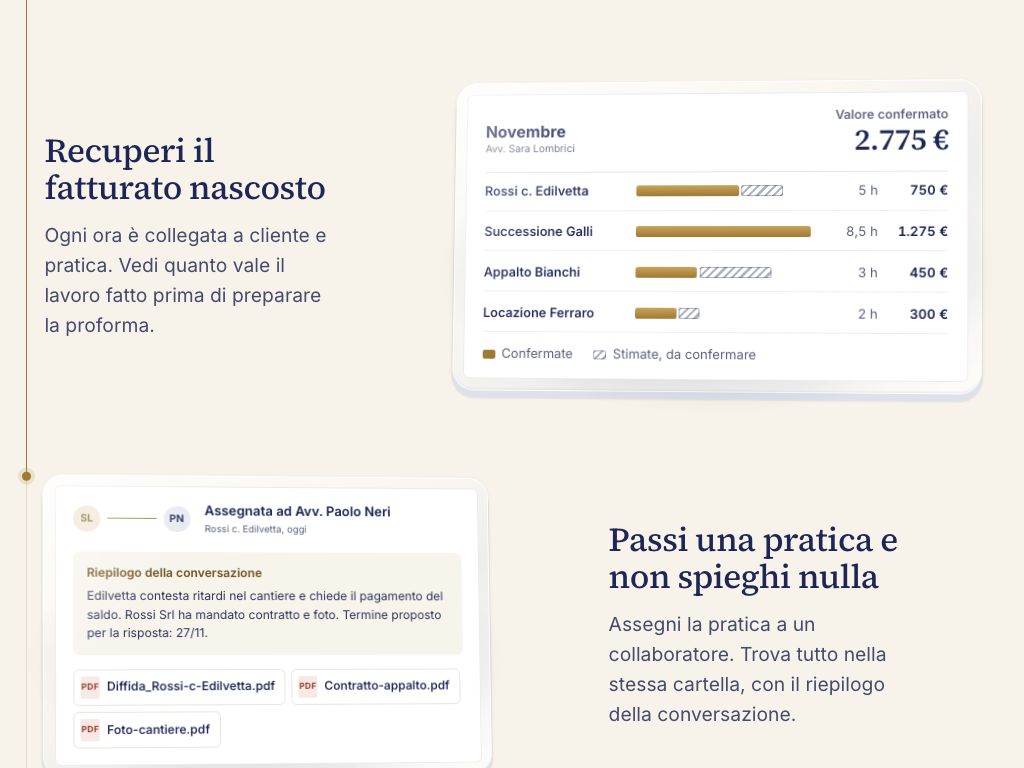 Recuperi il
fatturato nascosto
Ogni ora è collegata a cliente e
pratica. Vedi quanto vale il
lavoro fatto prima di preparare
la proforma.
Novembre
Avv. Sara Lombrici
Valore confermato
2.775 €
Rossi c. Edilvetta 5 h 750 €
Successione Galli 8,5 h 1.275 €
Appalto Bianchi 3 h 450 €
Locazione Ferraro 2 h 300 €
Confermate Stimate, da confermare
SL PN Assegnata ad Avv. Paolo Neri
Rossi c. Edilvetta, oggi
Riepilogo della conversazione
Edilvetta contesta ritardi nel cantiere e chiede il pagamento del
saldo. Rossi Srl ha mandato contratto e foto. Termine proposto
per la risposta: 27/11.
PDF Diffida_Rossi-c-Edilvetta.pdf PDF Contratto-appalto.pdf
PDF Foto-cantiere.pdf
Passi una pratica e
non spieghi nulla
Assegni la pratica a un
collaboratore. Trova tutto nella
stessa cartella, con il riepilogo
della conversazione.